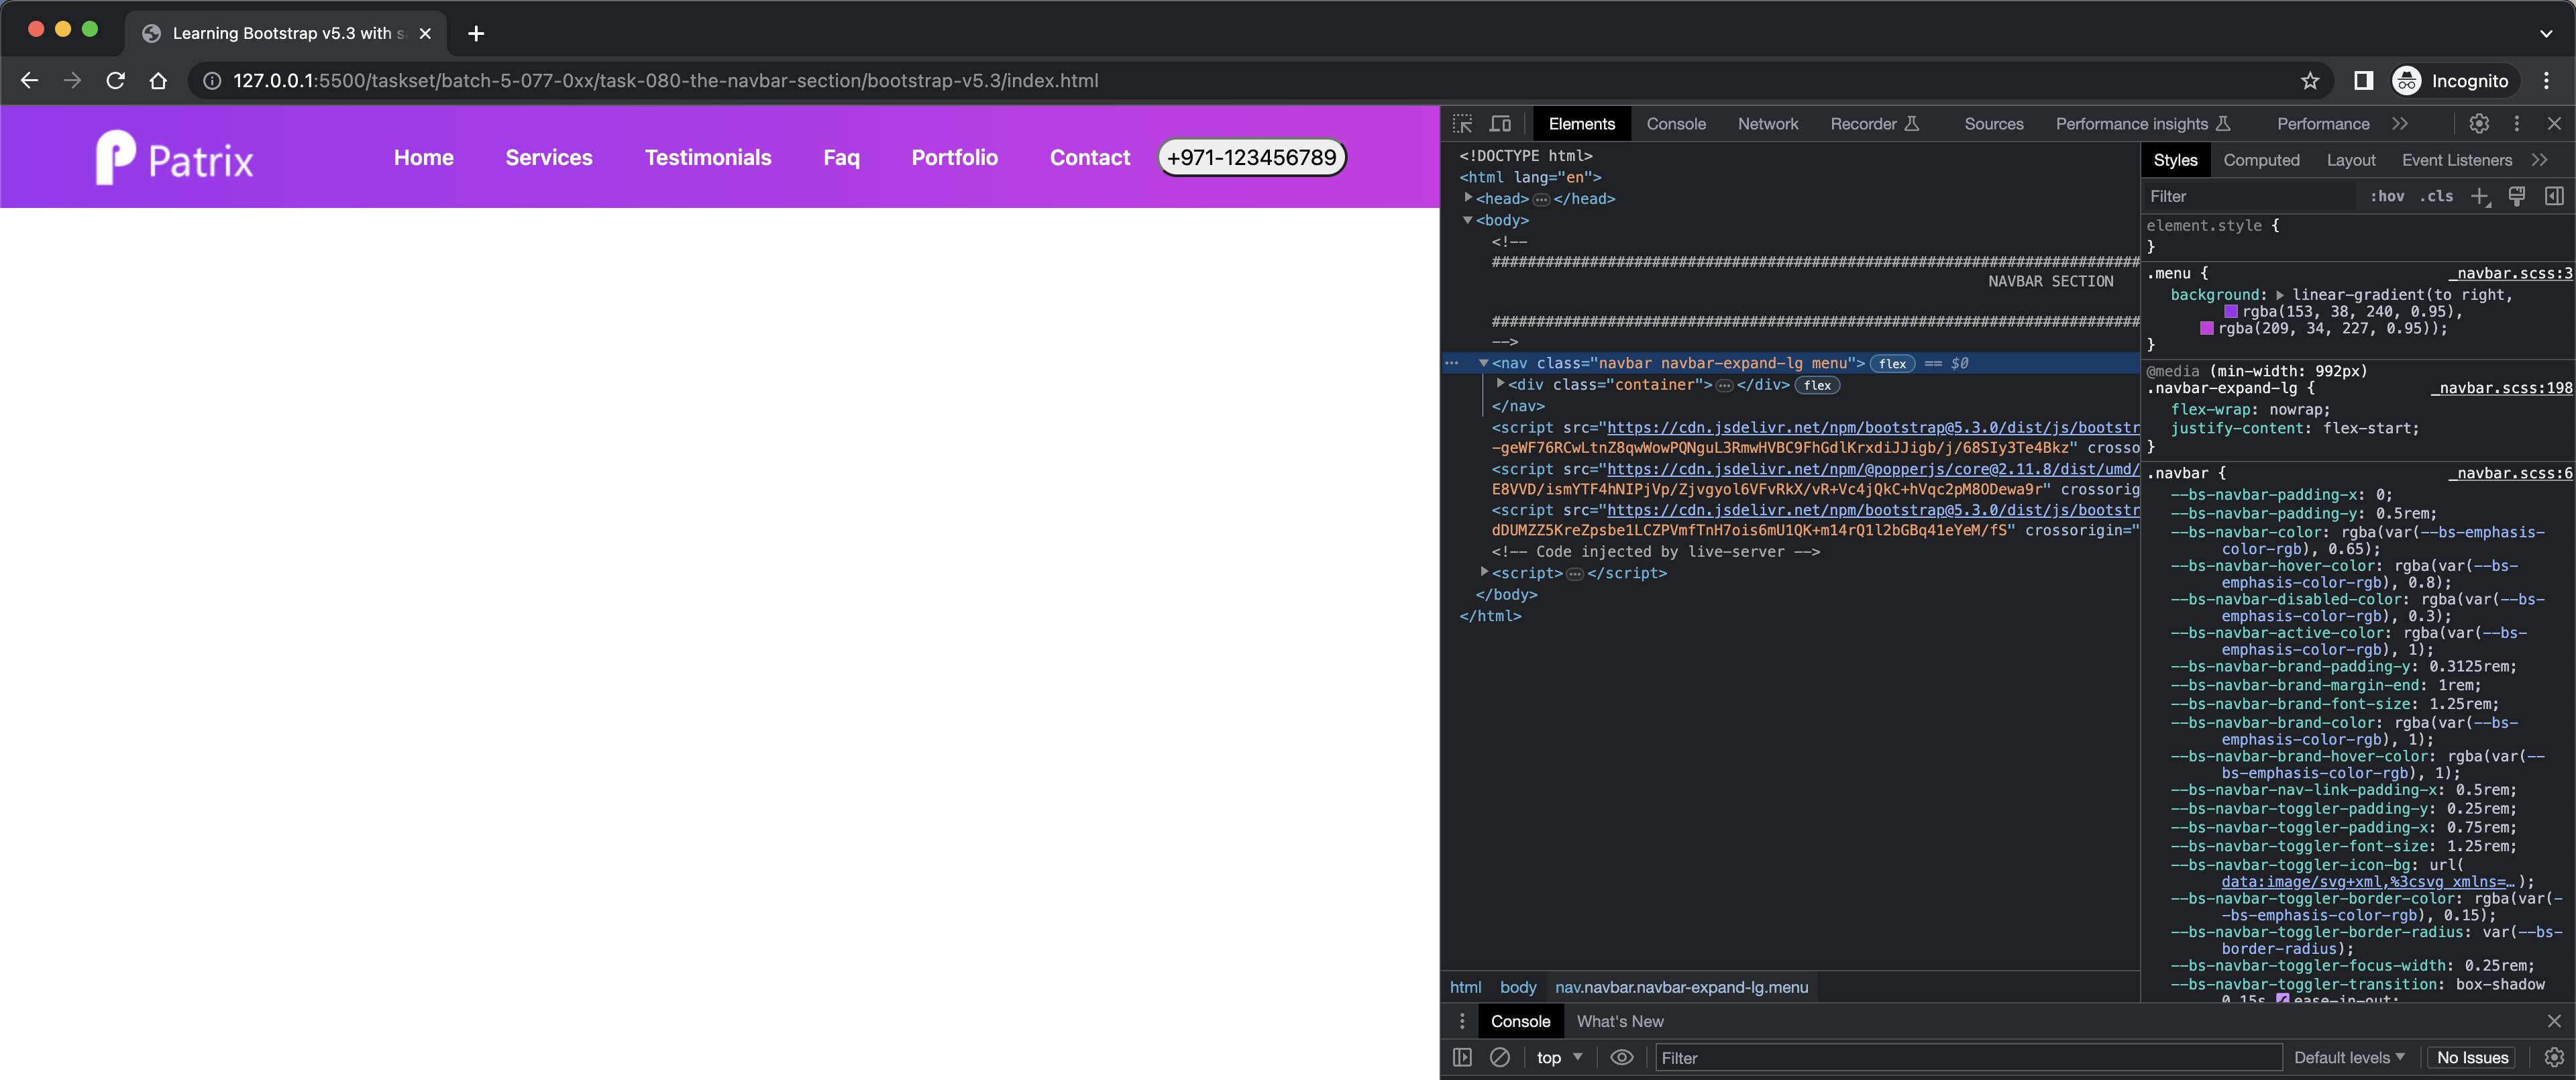 Learning Bootstrap v5.3 with sa
127.0.0.1:5500/taskset/batch-5-077-0xx/task-080-the-navbar-section/bootstrap-v5.3/index.html
Incognito
Patrix
Home Services Testimonials Faq Portfolio Contact +971-123456789
Elements Console Network Recorder Sources Performance insights Performance
<!DOCTYPE html>
<html lang="en">
<head> ··· </head>
<body>
<!--
NAVBAR SECTION
-->
··· <nav class="navbar navbar-expand-lg menu"> flex == $0
<div class="container"> ··· </div> flex
</nav>
<script src="https://cdn.jsdelivr.net/npm/bootstrap@5.3.0/dist/js/bootstr
-geWF76RCwLtnZ8qwWowPQNguL3RmwHVBC9FhGdlKrxdiJJigb/j/68SIy3Te4Bkz" crosso
<script src="https://cdn.jsdelivr.net/npm/@popperjs/core@2.11.8/dist/umd/
E8VVD/ismYTF4hNIPjVp/Zjvgyol6VFvRkX/vR+Vc4jQkC+hVqc2pM8ODewa9r" crossorig
<script src="https://cdn.jsdelivr.net/npm/bootstrap@5.3.0/dist/js/bootstr
dDUMZZ5KreZpsbe1LCZPVmfTnH7ois6mU1QK+m14rQ1l2bGBq41eYeM/fS" crossorigin="
<!-- Code injected by live-server -->
<script> ··· </script>
</body>
</html>
html body nav.navbar.navbar-expand-lg.menu
Styles Computed Layout Event Listeners
Filter :hov .cls
element.style {
}
.menu { _navbar.scss:3
background: linear-gradient(to right,
rgba(153, 38, 240, 0.95),
rgba(209, 34, 227, 0.95));
}
@media (min-width: 992px)
.navbar-expand-lg { _navbar.scss:198
flex-wrap: nowrap;
justify-content: flex-start;
}
.navbar { _navbar.scss:6
--bs-navbar-padding-x: 0;
--bs-navbar-padding-y: 0.5rem;
--bs-navbar-color: rgba(var(--bs-emphasis-
color-rgb), 0.65);
--bs-navbar-hover-color: rgba(var(--bs-
emphasis-color-rgb), 0.8);
--bs-navbar-disabled-color: rgba(var(--bs-
emphasis-color-rgb), 0.3);
--bs-navbar-active-color: rgba(var(--bs-
emphasis-color-rgb), 1);
--bs-navbar-brand-padding-y: 0.3125rem;
--bs-navbar-brand-margin-end: 1rem;
--bs-navbar-brand-font-size: 1.25rem;
--bs-navbar-brand-color: rgba(var(--bs-
emphasis-color-rgb), 1);
--bs-navbar-brand-hover-color: rgba(var(--
bs-emphasis-color-rgb), 1);
--bs-navbar-nav-link-padding-x: 0.5rem;
--bs-navbar-toggler-padding-y: 0.25rem;
--bs-navbar-toggler-padding-x: 0.75rem;
--bs-navbar-toggler-font-size: 1.25rem;
--bs-navbar-toggler-icon-bg: url(
data:image/svg+xml,%3csvg xmlns=… );
--bs-navbar-toggler-border-color: rgba(var(-
-bs-emphasis-color-rgb), 0.15);
--bs-navbar-toggler-border-radius: var(--bs-
border-radius);
--bs-navbar-toggler-focus-width: 0.25rem;
--bs-navbar-toggler-transition: box-shadow
0.15s ease-in-out;
Console What's New
top Filter Default levels No Issues